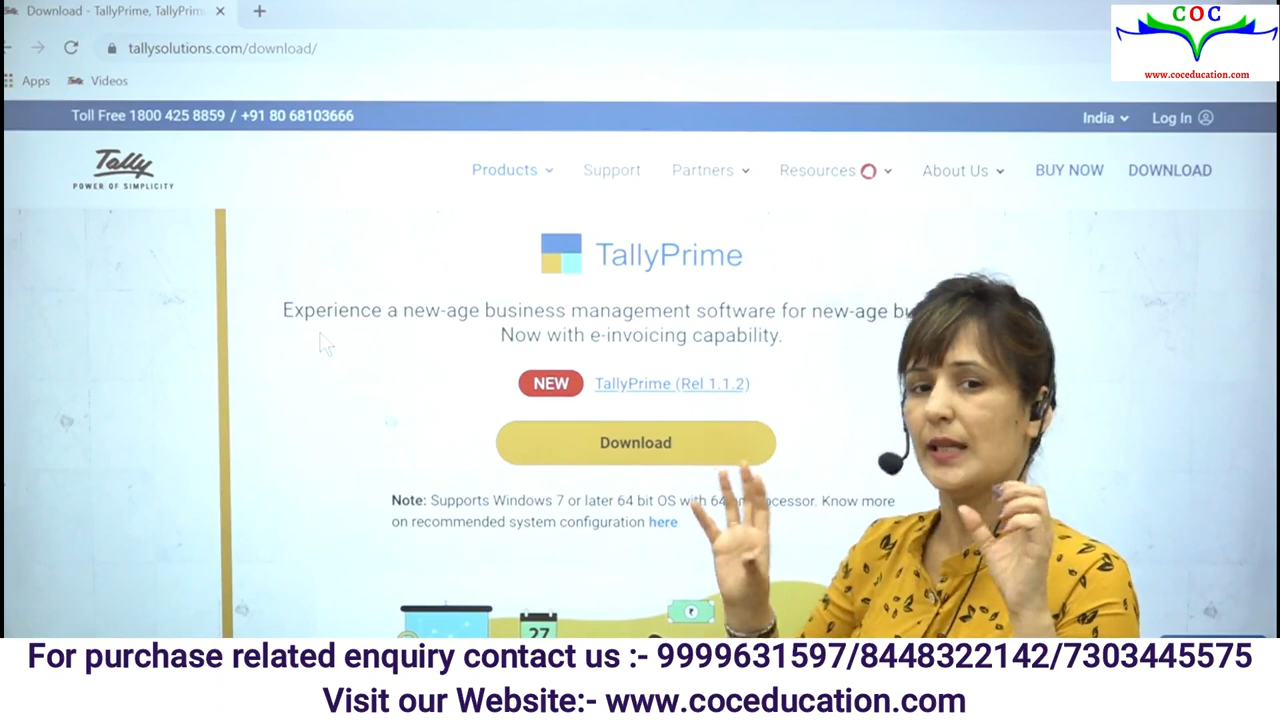 Download - TallyPrime, TallyPrim
COC
www.coceducation.com
tallysolutions.com/download/
Apps
Videos
Toll Free 1800 425 8859 / +91 80 68103666
India
Log In
Tally
POWER OF SIMPLICITY
Products
Support
Partners
Resources
About Us
BUY NOW
DOWNLOAD
TallyPrime
Experience a new-age business management software for new-age bu
Now with e-invoicing capability.
NEW
TallyPrime (Rel 1.1.2)
Download
Note: Supports Windows 7 or later 64 bit OS with 64 Know more
on recommended system configuration here
27
₹
For purchase related enquiry contact us :- 9999631597/8448322142/7303445575
Visit our Website:- www.coceducation.com